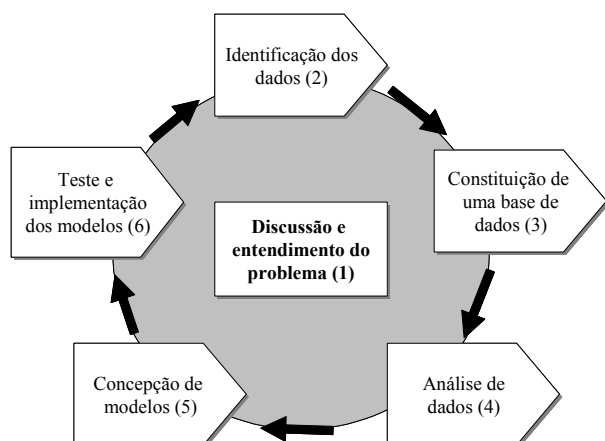 Identificação dos
dados (2)
Constituição de
uma base de
dados (3)
Análise de
dados (4)
Concepção de
modelos (5)
Teste e
implementação
dos modelos (6)
Discussão e
entendimento do
problema (1)